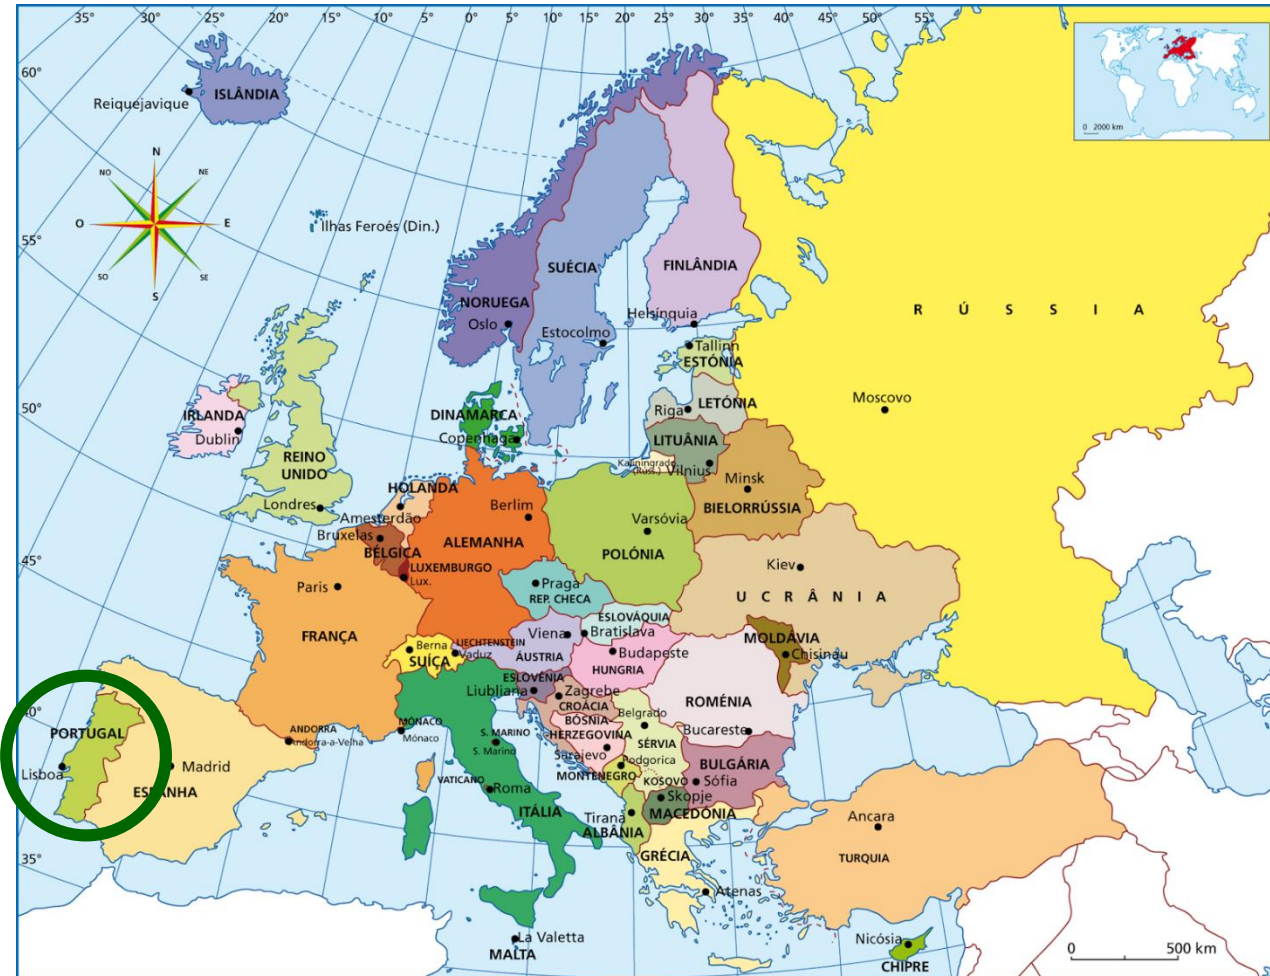 35°
30°
25°
20°
15°
10°
5°
0°
5°
10°
15°
20°
25°
30°
35°
40°
45°
50°
55°
60°
55°
50°
45°
40°
35°
0 2000 km
N
NO
NE
O
E
SO
SE
S
Reiquejavique
ISLÂNDIA
Ilhas Feroés (Din.)
NORUEGA
Oslo
SUÉCIA
Estocolmo
FINLÂNDIA
Helsínquia
RÚSSIA
Moscovo
Tallinn
ESTÓNIA
Riga
LETÓNIA
LITUÂNIA
Kaliningrado
(Russ.)
Vilnius
Minsk
BIELORRÚSSIA
IRLANDA
Dublin
REINO
UNIDO
Londres
DINAMARCA
Copenhaga
HOLANDA
Amesterdão
Bruxelas
BÉLGICA
LUXEMBURGO
Lux.
Berlim
ALEMANHA
Varsóvia
POLÓNIA
Kiev
UCRÂNIA
Praga
REP. CHECA
ESLOVÁQUIA
Bratislava
Viena
ÁUSTRIA
LIECHTENSTEIN
Vaduz
Berna
SUÍÇA
Paris
FRANÇA
Budapeste
HUNGRIA
MOLDÁVIA
Chisinau
ROMÉNIA
Bucareste
ESLOVÉNIA
Liubliana
Zagrebe
CROÁCIA
BÓSNIA-
HERZEGOVINA
Sarajevo
Belgrado
SÉRVIA
Podgorica
MONTENEGRO
KOSOVO
BULGÁRIA
Sófia
Skopje
MACEDÓNIA
Tirana
ALBÂNIA
GRÉCIA
Atenas
MÓNACO
Mónaco
S. MARINO
S. Marino
VATICANO
Roma
ITÁLIA
ANDORRA
Andorra-a-Velha
PORTUGAL
Lisboa
Madrid
ESPANHA
La Valetta
MALTA
Ancara
TURQUIA
Nicósia
CHIPRE
0 500 km